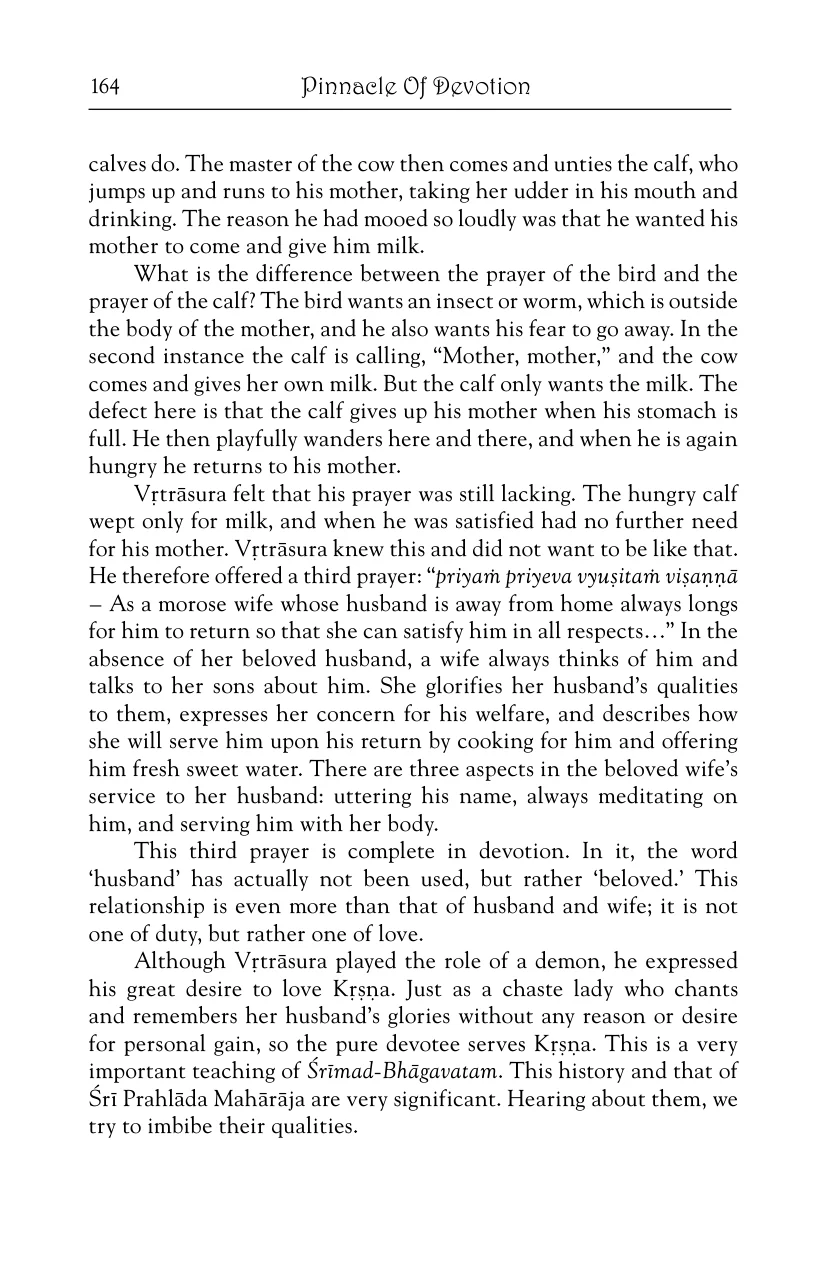 164 Pinnacle Of Devotion
calves do. The master of the cow then comes and unties the calf, who
jumps up and runs to his mother, taking her udder in his mouth and
drinking. The reason he had mooed so loudly was that he wanted his
mother to come and give him milk.
What is the difference between the prayer of the bird and the
prayer of the calf? The bird wants an insect or worm, which is outside
the body of the mother, and he also wants his fear to go away. In the
second instance the calf is calling, “Mother, mother,” and the cow
comes and gives her own milk. But the calf only wants the milk. The
defect here is that the calf gives up his mother when his stomach is
full. He then playfully wanders here and there, and when he is again
hungry he returns to his mother.
Vṛtrāsura felt that his prayer was still lacking. The hungry calf
wept only for milk, and when he was satisfied had no further need
for his mother. Vṛtrāsura knew this and did not want to be like that.
He therefore offered a third prayer: “priyaṁ priyeva vyuṣitaṁ viṣaṇṇā
– As a morose wife whose husband is away from home always longs
for him to return so that she can satisfy him in all respects…” In the
absence of her beloved husband, a wife always thinks of him and
talks to her sons about him. She glorifies her husband’s qualities
to them, expresses her concern for his welfare, and describes how
she will serve him upon his return by cooking for him and offering
him fresh sweet water. There are three aspects in the beloved wife’s
service to her husband: uttering his name, always meditating on
him, and serving him with her body.
This third prayer is complete in devotion. In it, the word
‘husband’ has actually not been used, but rather ‘beloved.’ This
relationship is even more than that of husband and wife; it is not
one of duty, but rather one of love.
Although Vṛtrāsura played the role of a demon, he expressed
his great desire to love Kṛṣṇa. Just as a chaste lady who chants
and remembers her husband’s glories without any reason or desire
for personal gain, so the pure devotee serves Kṛṣṇa. This is a very
important teaching of Śrīmad-Bhāgavatam. This history and that of
Śrī Prahlāda Mahārāja are very significant. Hearing about them, we
try to imbibe their qualities.